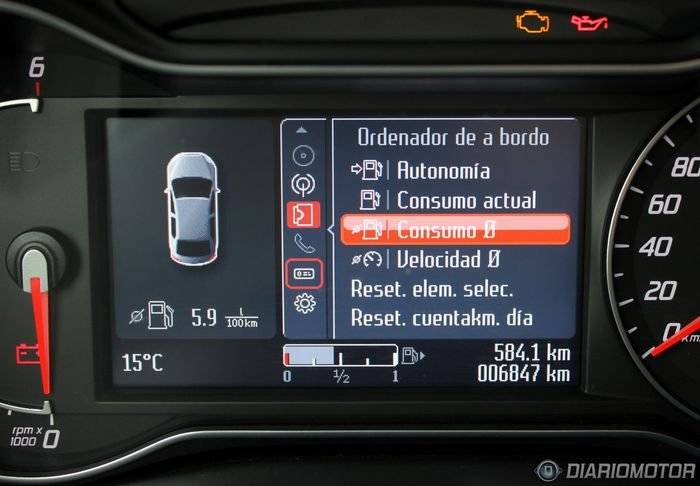 6
Ordenador de a bordo
Autonomía
Consumo actual
Consumo Ø
Velocidad Ø
Reset. elem. selec.
Reset. cuentakm. día
Ø 5.9 l/100km
15°C
0 1/2 1
584.1 km
006847 km
rpm x
1000
0
80
60
40
20
0
km
DIARIOMOTOR